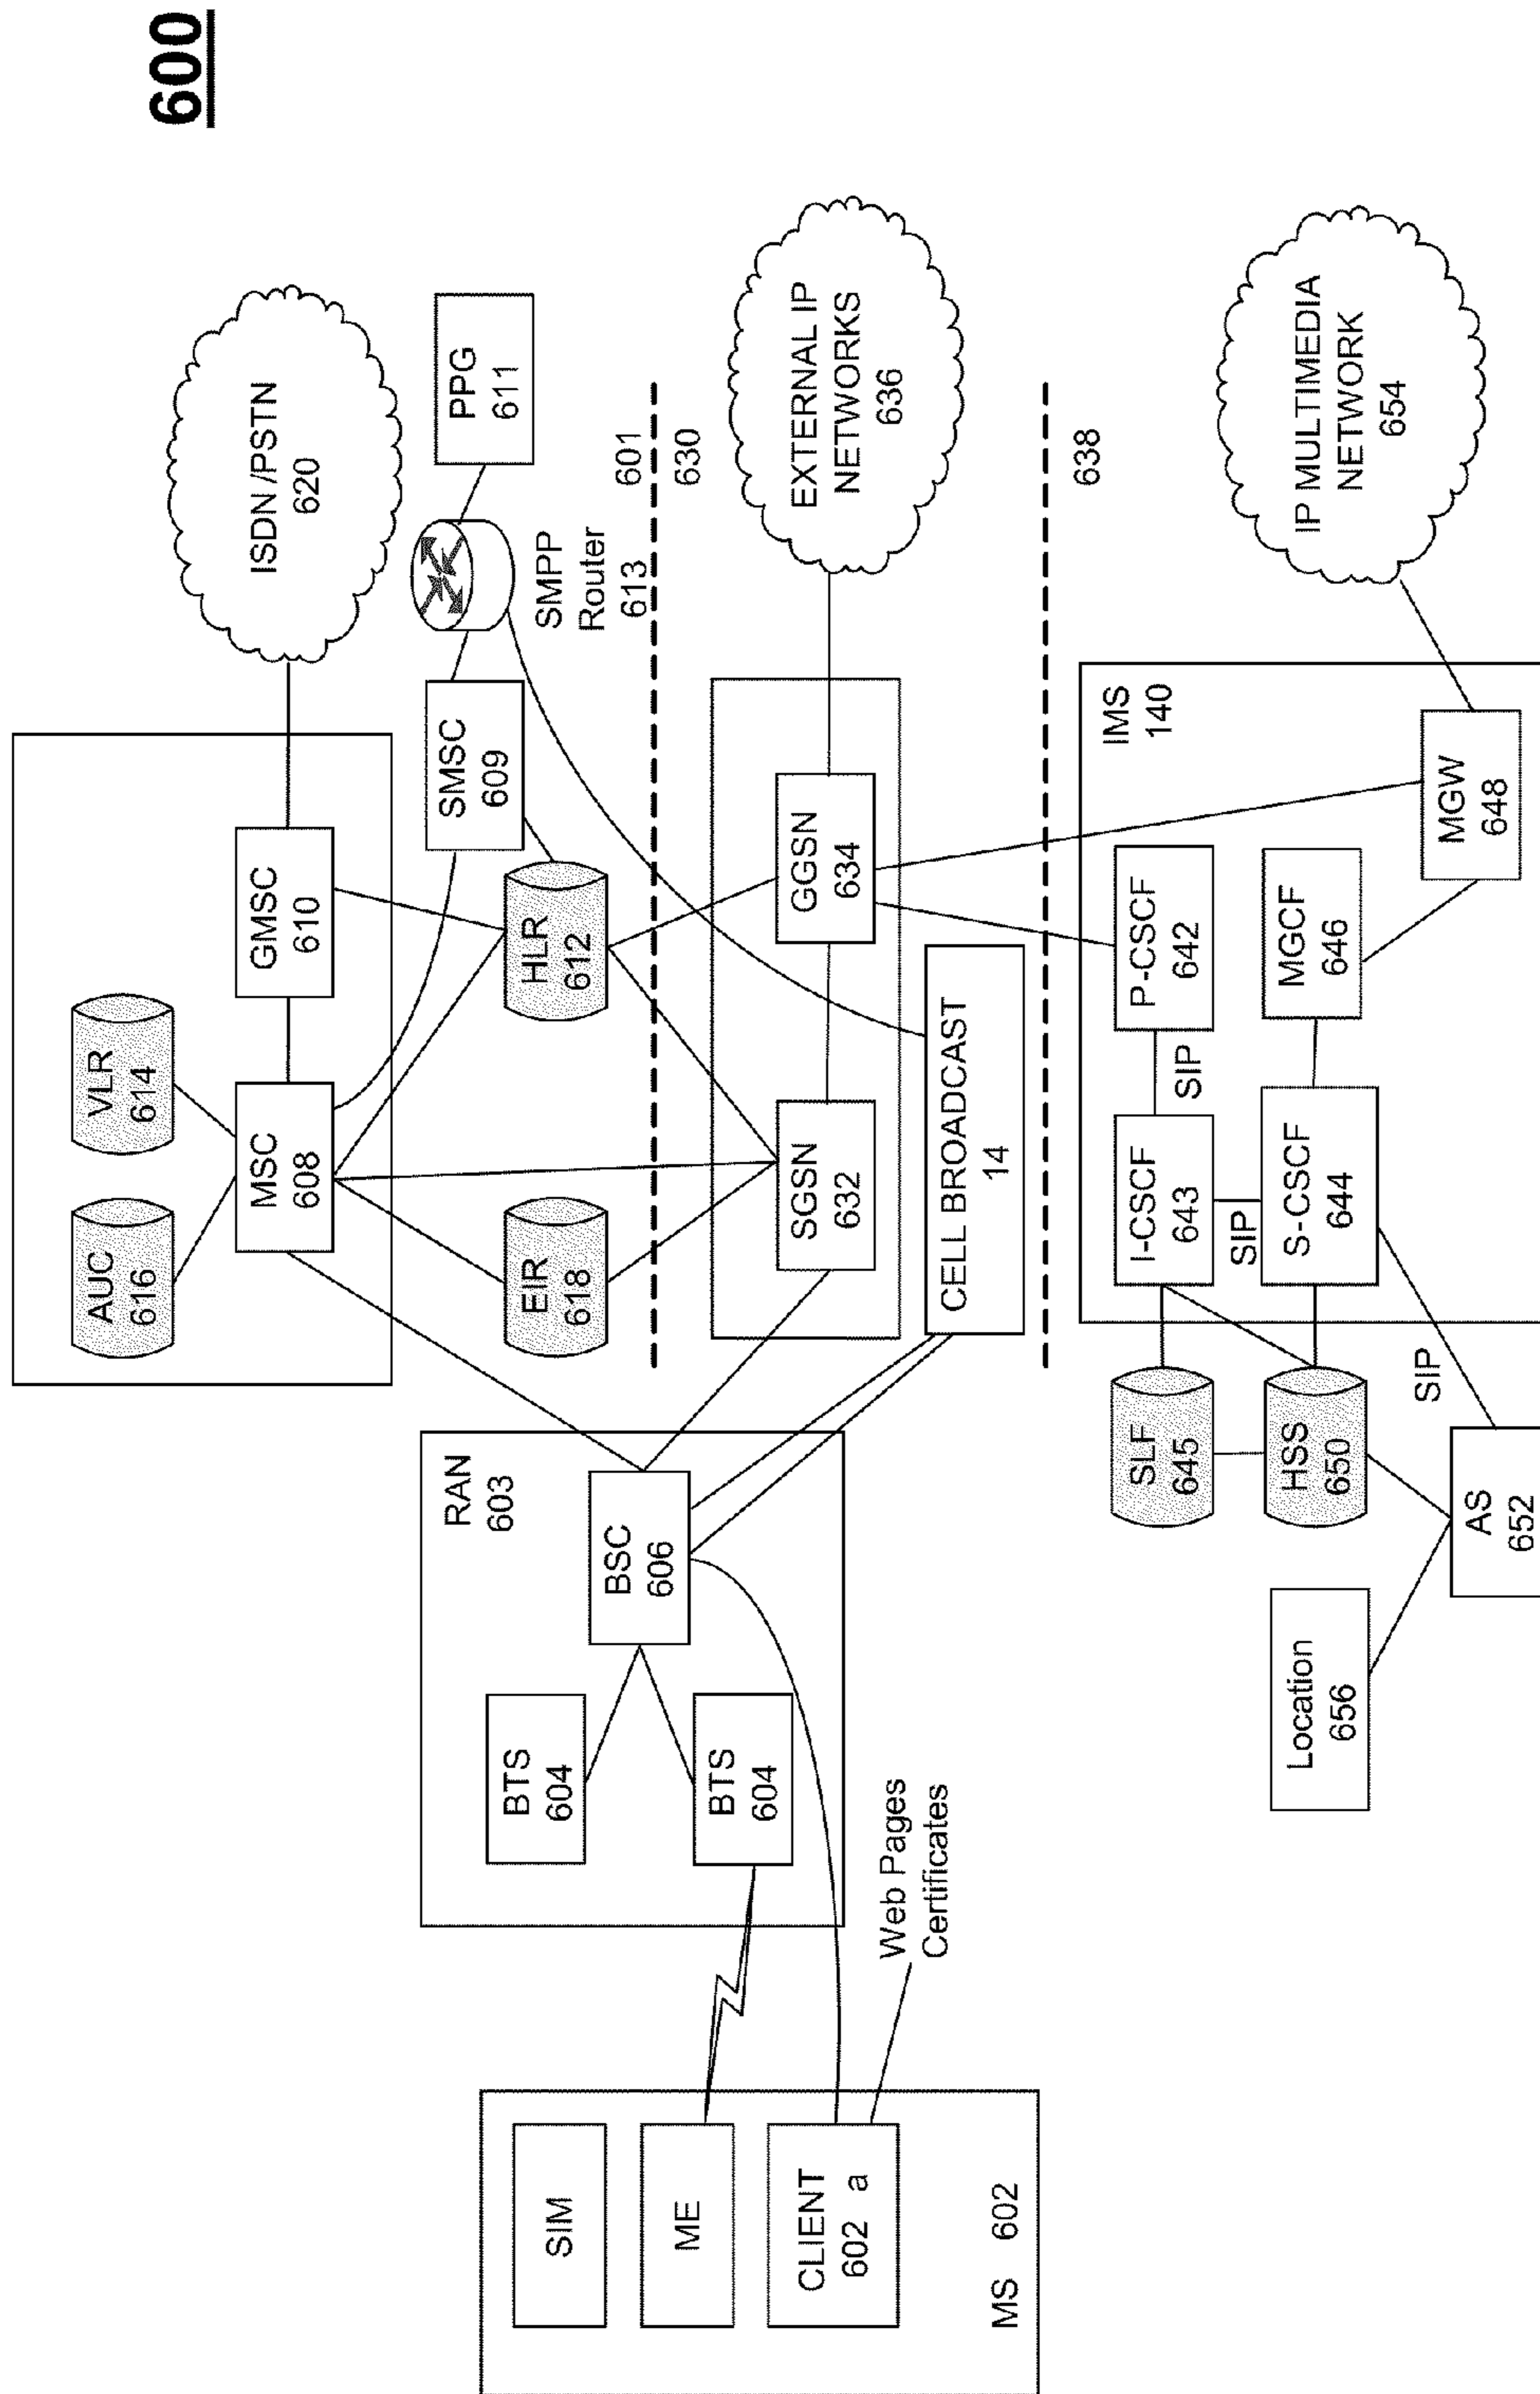 600
AUC
616
VLR
614
MSC
608
GMSC
610
ISDN /PSTN
620
SMSC
609
SMPP
Router
613
PPG
611
EIR
618
HLR
612
601
630
RAN
603
BTS
604
BTS
604
BSC
606
SIM
ME
CLIENT
602 a
MS 602
Web Pages
Certificates
SGSN
632
GGSN
634
EXTERNAL IP
NETWORKS
636
CELL BROADCAST
14
638
IMS
140
SLF
645
I-CSCF
643
SIP
P-CSCF
642
SIP
HSS
650
S-CSCF
644
MGCF
646
MGW
648
IP MULTIMEDIA
NETWORK
654
SIP
Location
656
AS
652